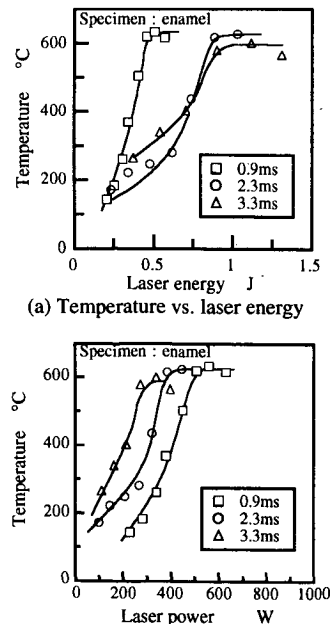 Specimen : enamel
600
400
200
0
Temperature °C
□ 0.9ms
○ 2.3ms
△ 3.3ms
0 0.5 1 1.5
Laser energy J
(a) Temperature vs. laser energy
Specimen : enamel
600
400
200
0
Temperature °C
□ 0.9ms
○ 2.3ms
△ 3.3ms
0 200 400 600 800 1000
Laser power W